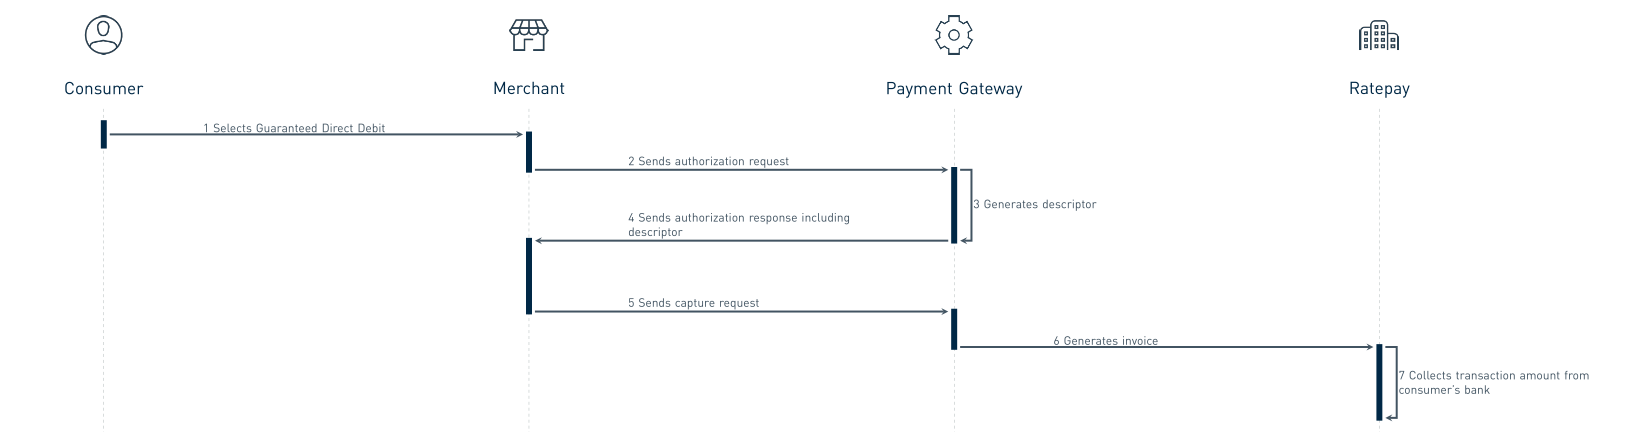 Consumer
Merchant
Payment Gateway
Ratepay
1 Selects Guaranteed Direct Debit
2 Sends authorization request
3 Generates descriptor
4 Sends authorization response including
descriptor
5 Sends capture request
6 Generates invoice
7 Collects transaction amount from
consumer's bank